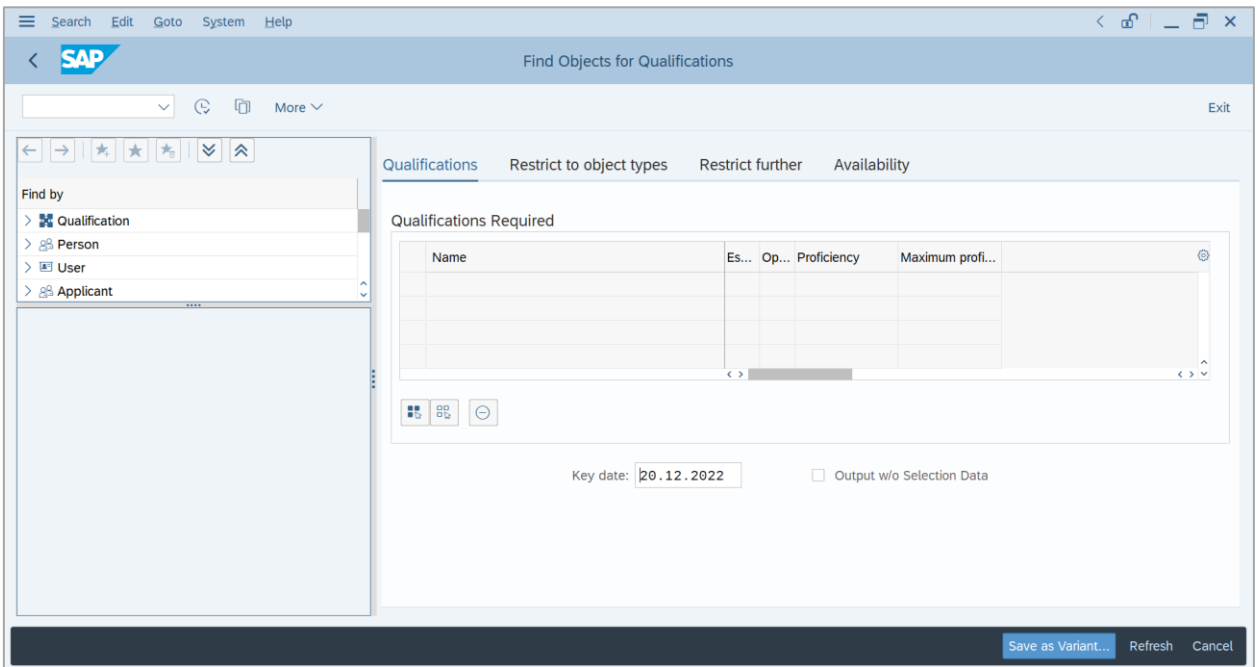 Search Edit Goto System Help
SAP Find Objects for Qualifications
More Exit
Qualifications Restrict to object types Restrict further Availability
Find by
Qualification
Person
User
Applicant
Qualifications Required
Name Es... Op... Proficiency Maximum profi...
Key date: 20.12.2022 Output w/o Selection Data
Save as Variant... Refresh Cancel